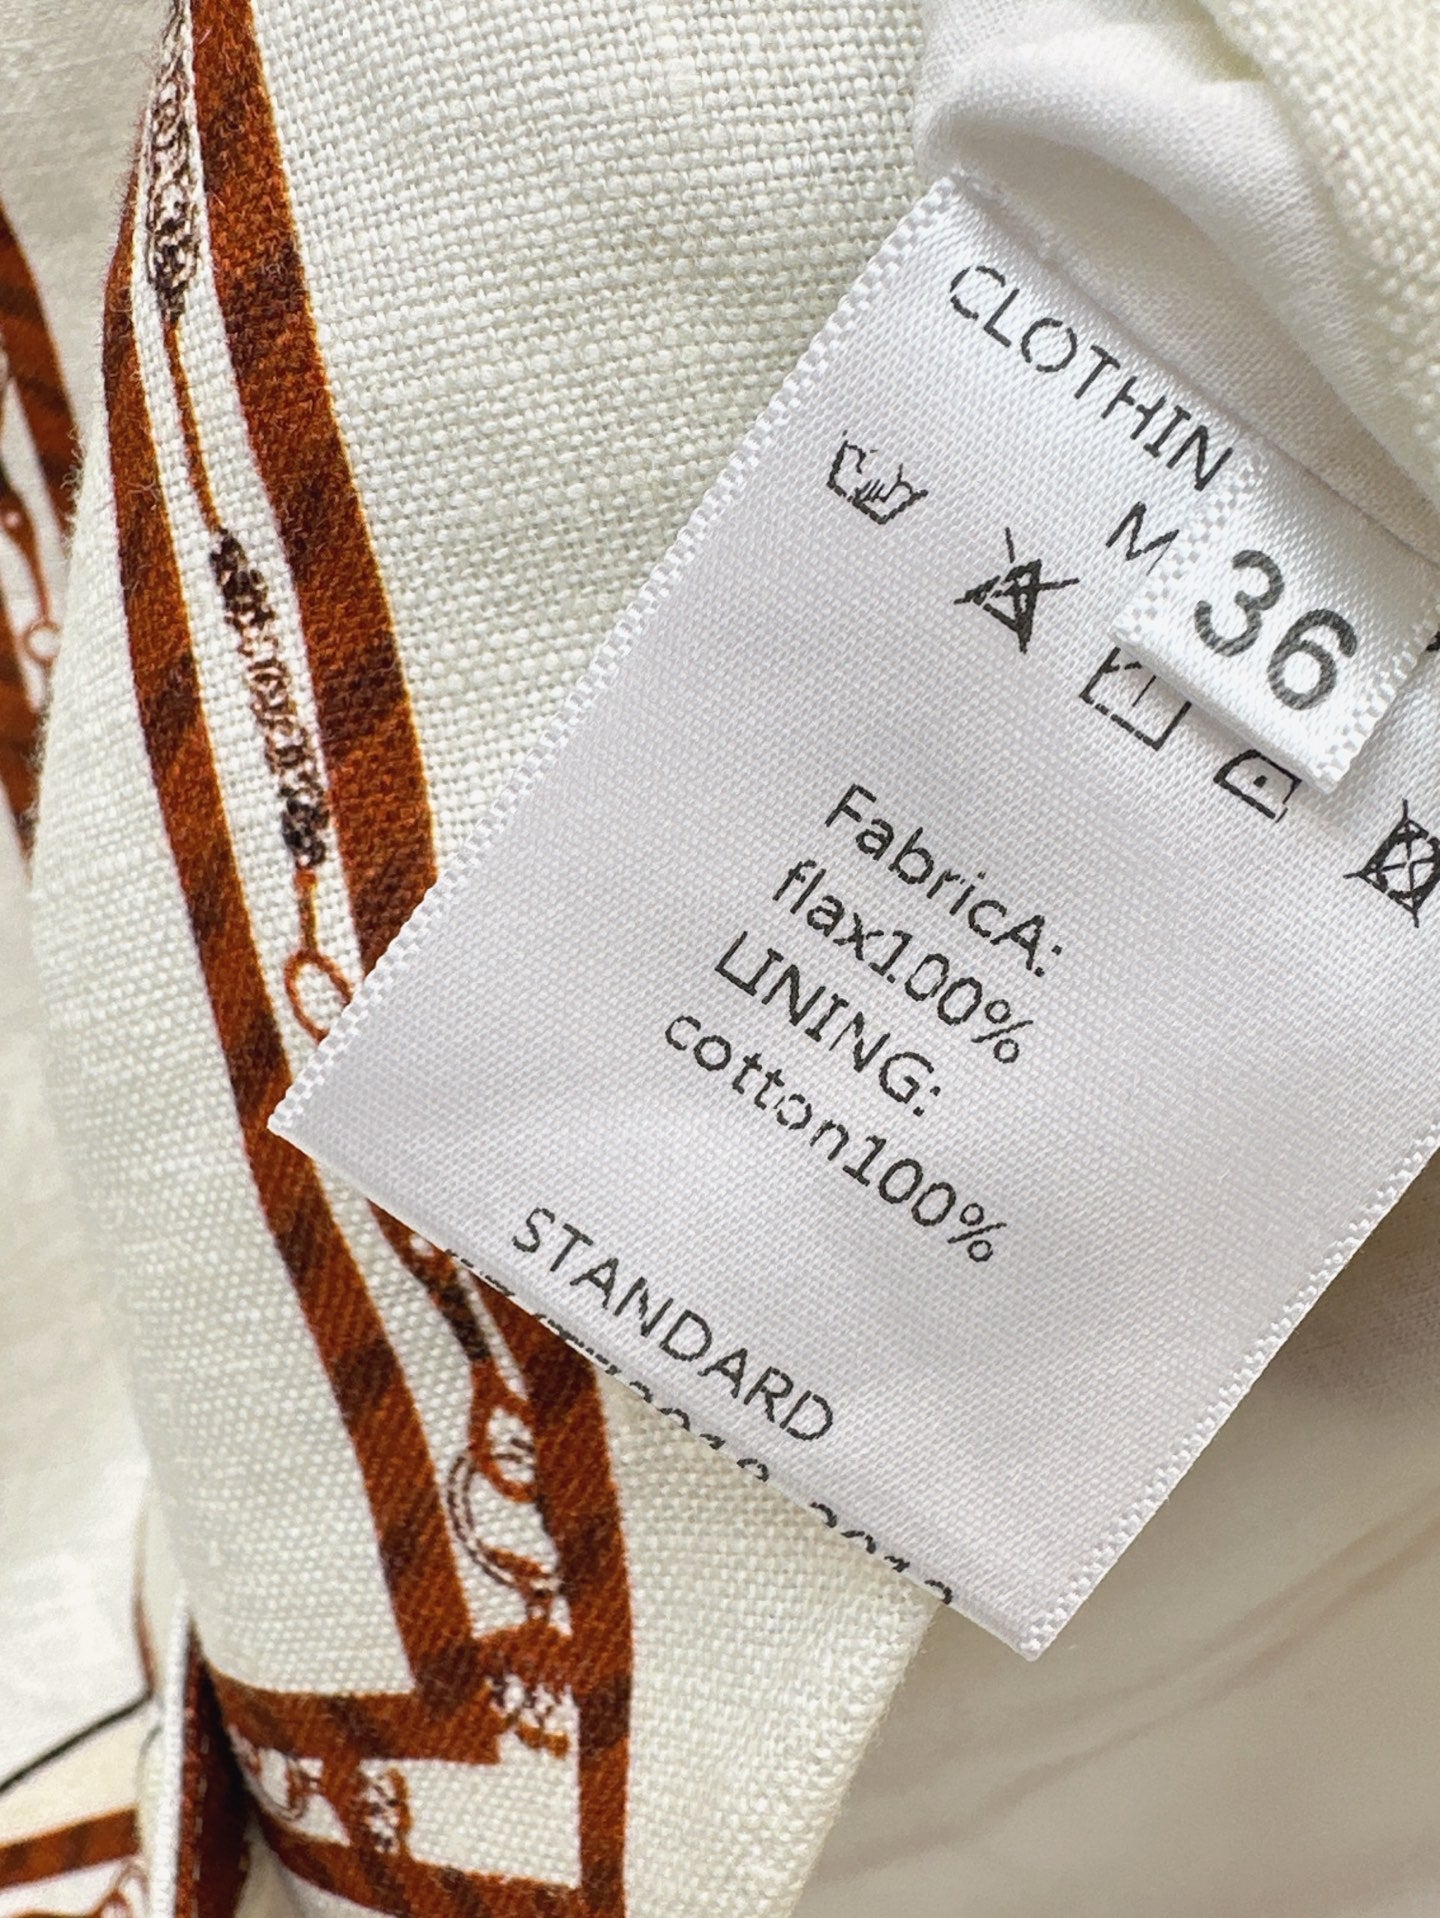 CLOTHIN
M
36
FabricA:
flax100%
LINING:
cotton100%
STANDARD